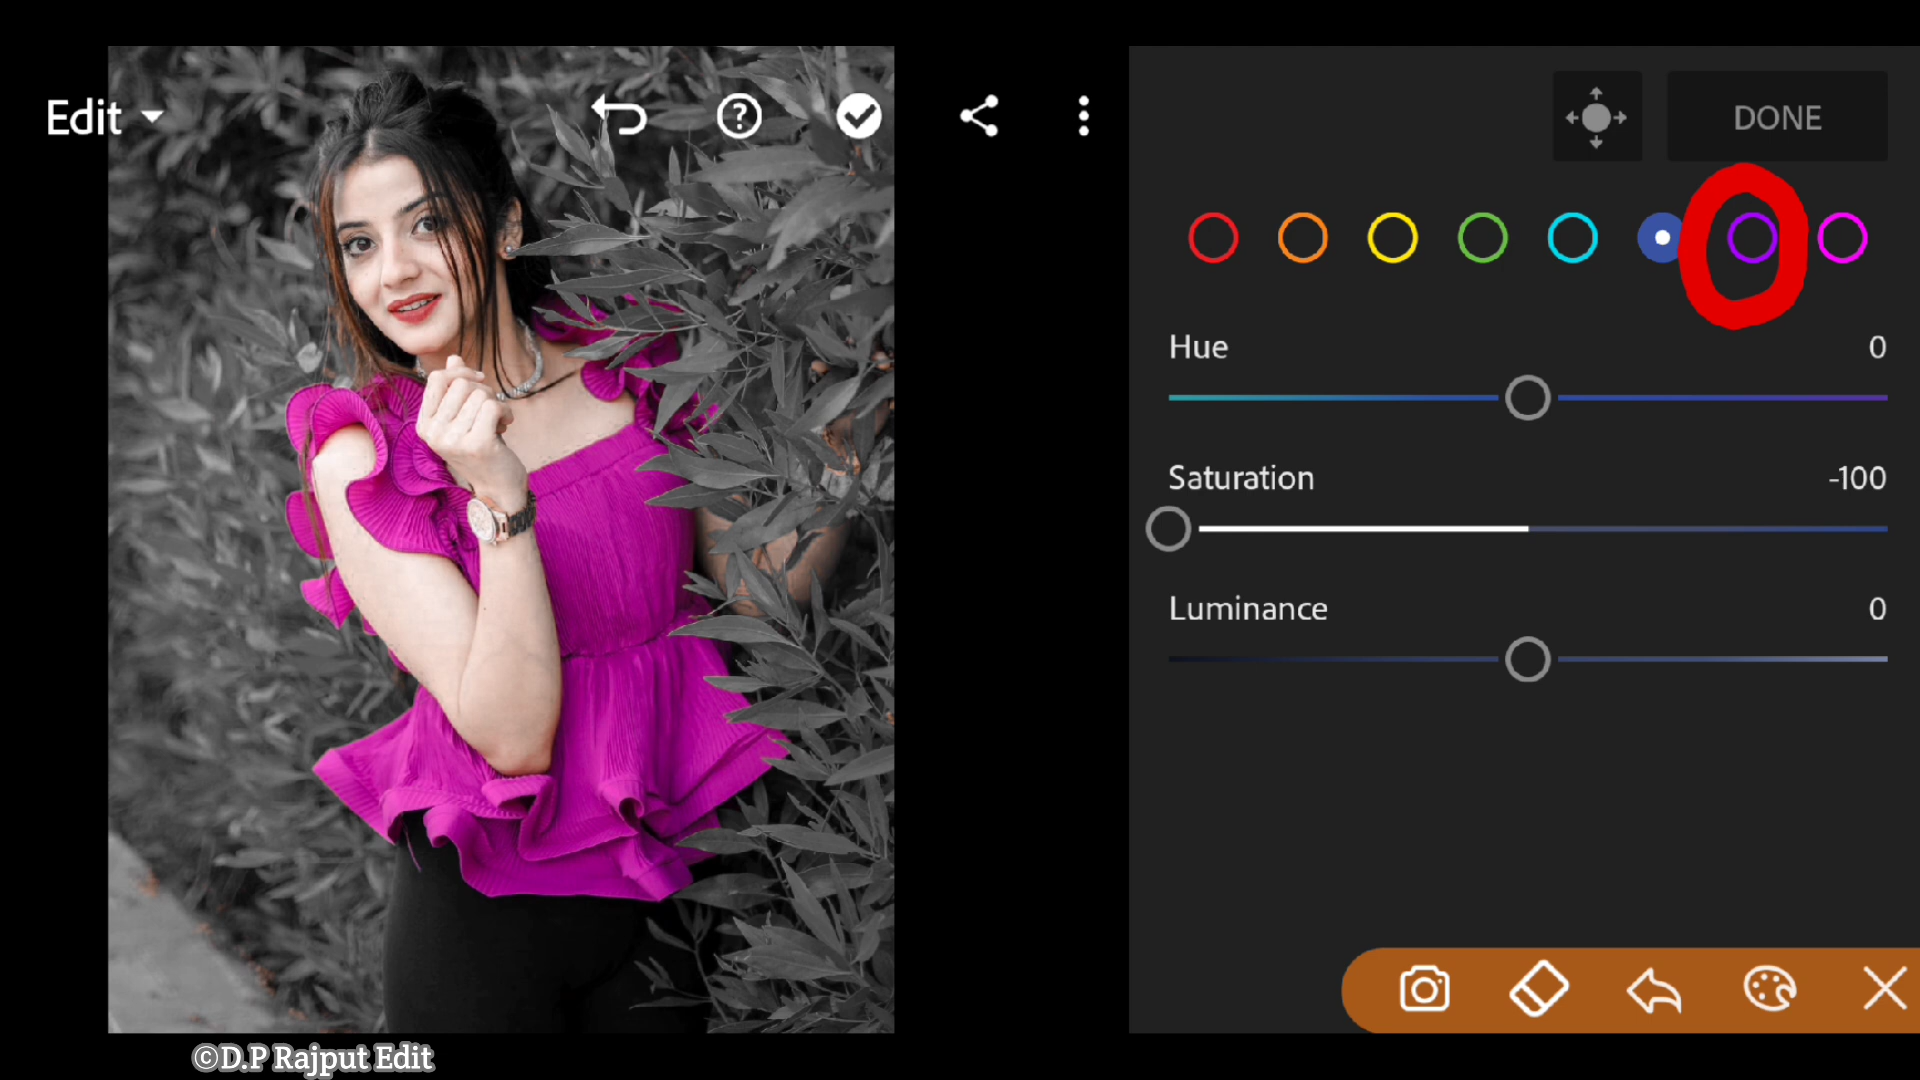 Edit
DONE
Hue 0
Saturation -100
Luminance 0
©D.P Rajput Edit